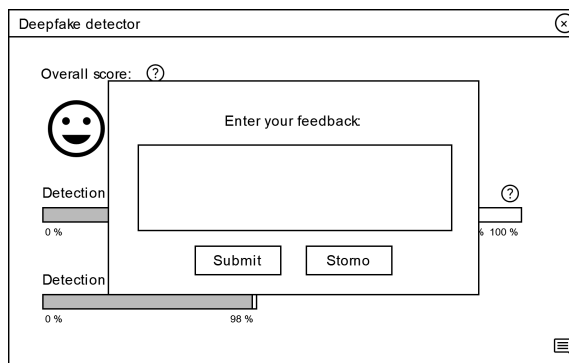 Deepfake detector
Overall score: ?
Enter your feedback:
Detection
?
0 %
% 100 %
Submit
Storno
Detection
0 %
98 %